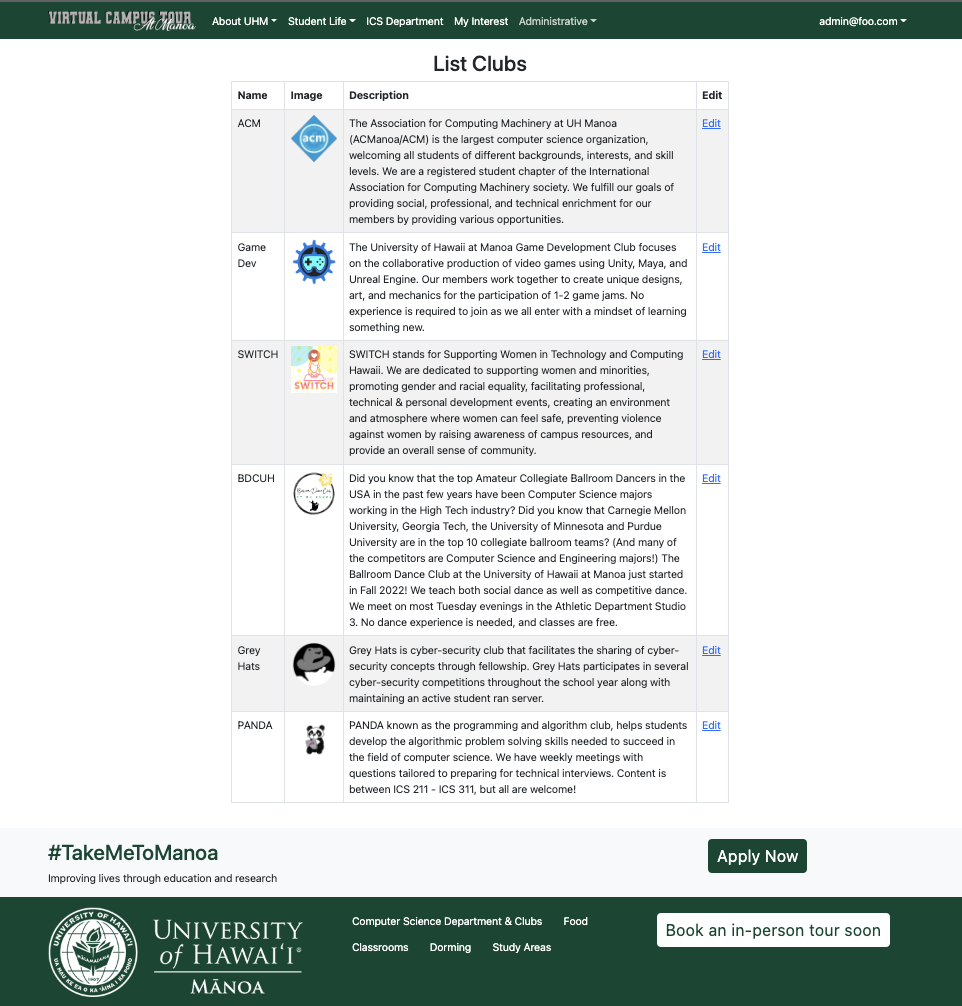 VIRTUAL CAMPUS TOUR
At Manoa
About UHM
Student Life
ICS Department
My Interest
Administrative
admin@foo.com
List Clubs
Name
Image
Description
Edit
ACM
acm
The Association for Computing Machinery at UH Manoa
(ACManoa/ACM) is the largest computer science organization,
welcoming all students of different backgrounds, interests, and skill
levels. We are a registered student chapter of the International
Association for Computing Machinery society. We fulfill our goals of
providing social, professional, and technical enrichment for our
members by providing various opportunities.
Edit
Game
Dev
The University of Hawaii at Manoa Game Development Club focuses
on the collaborative production of video games using Unity, Maya, and
Unreal Engine. Our members work together to create unique designs,
art, and mechanics for the participation of 1-2 game jams. No
experience is required to join as we all enter with a mindset of learning
something new.
Edit
SWITCH
SWITCH
SWITCH stands for Supporting Women in Technology and Computing
Hawaii. We are dedicated to supporting women and minorities,
promoting gender and racial equality, facilitating professional,
technical & personal development events, creating an environment
and atmosphere where women can feel safe, preventing violence
against women by raising awareness of campus resources, and
provide an overall sense of community.
Edit
BDCUH
Did you know that the top Amateur Collegiate Ballroom Dancers in the
USA in the past few years have been Computer Science majors
working in the High Tech industry? Did you know that Carnegie Mellon
University, Georgia Tech, the University of Minnesota and Purdue
University are in the top 10 collegiate ballroom teams? (And many of
the competitors are Computer Science and Engineering majors!) The
Ballroom Dance Club at the University of Hawaii at Manoa just started
in Fall 2022! We teach both social dance as well as competitive dance.
We meet on most Tuesday evenings in the Athletic Department Studio
3. No dance experience is needed, and classes are free.
Edit
Grey
Hats
Grey Hats is cyber-security club that facilitates the sharing of cyber-
security concepts through fellowship. Grey Hats participates in several
cyber-security competitions throughout the school year along with
maintaining an active student ran server.
Edit
PANDA
PANDA known as the programming and algorithm club, helps students
develop the algorithmic problem solving skills needed to succeed in
the field of computer science. We have weekly meetings with
questions tailored to preparing for technical interviews. Content is
between ICS 211 - ICS 311, but all are welcome!
Edit
#TakeMeToManoa
Improving lives through education and research
Apply Now
UNIVERSITY OF HAWAI'I
MĀLAMALAMA
1907
UA MAU KE EA O KA ʻĀINA I KA PONO
UNIVERSITY
of HAWAIʻI®
MĀNOA
Computer Science Department & Clubs
Food
Classrooms
Dorming
Study Areas
Book an in-person tour soon